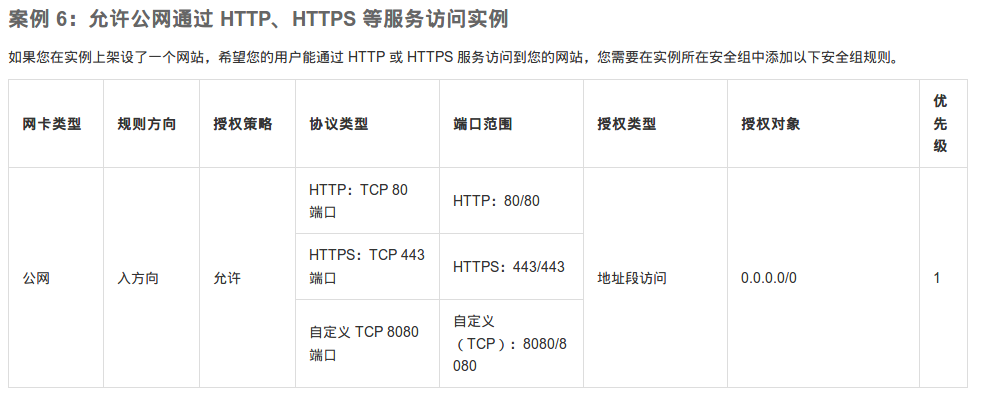 案例 6：允许公网通过 HTTP、HTTPS 等服务访问实例
如果您在实例上架设了一个网站，希望您的用户能通过 HTTP 或 HTTPS 服务访问到您的网站，您需要在实例所在安全组中添加以下安全组规则。
网卡类型 规则方向 授权策略 协议类型 端口范围 授权类型 授权对象 优
先
级
公网 入方向 允许
HTTP：TCP 80
端口
HTTP：80/80
HTTPS：TCP 443
端口
HTTPS：443/443
自定义 TCP 8080
端口
自定义
（TCP）：8080/8
080
地址段访问 0.0.0.0/0 1